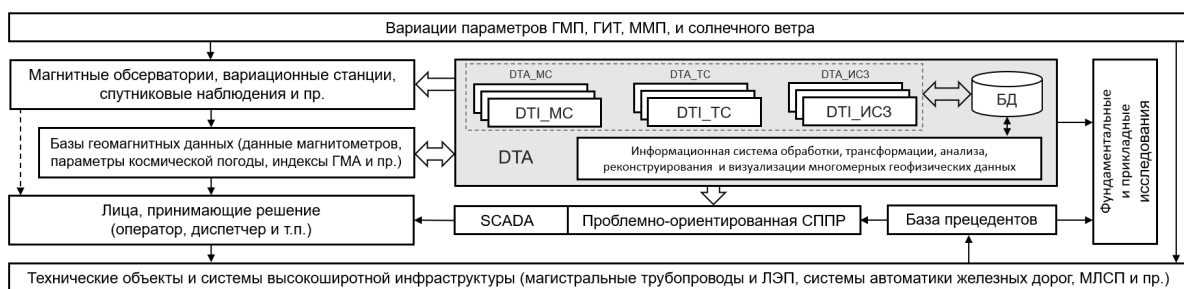 Вариации параметров ГМП, ГИТ, ММП, и солнечного ветра
Магнитные обсерватории, вариационные станции,
спутниковые наблюдения и пр.
Базы геомагнитных данных (данные магнитометров,
параметры космической погоды, индексы ГМА и пр.)
Лица, принимающие решение
(оператор, диспетчер и т.п.)
DTA_МС
DTA_ТС
DTA_ИСЗ
DTI_МС
DTI_ТС
DTI_ИСЗ
БД
DTA
Информационная система обработки, трансформации, анализа,
реконструирования и визуализации многомерных геофизических данных
SCADA
Проблемно-ориентированная СППР
База прецедентов
Фундаментальные
и прикладные
исследования
Технические объекты и системы высокоширотной инфраструктуры (магистральные трубопроводы и ЛЭП, системы автоматики железных дорог, МЛСП и пр.)